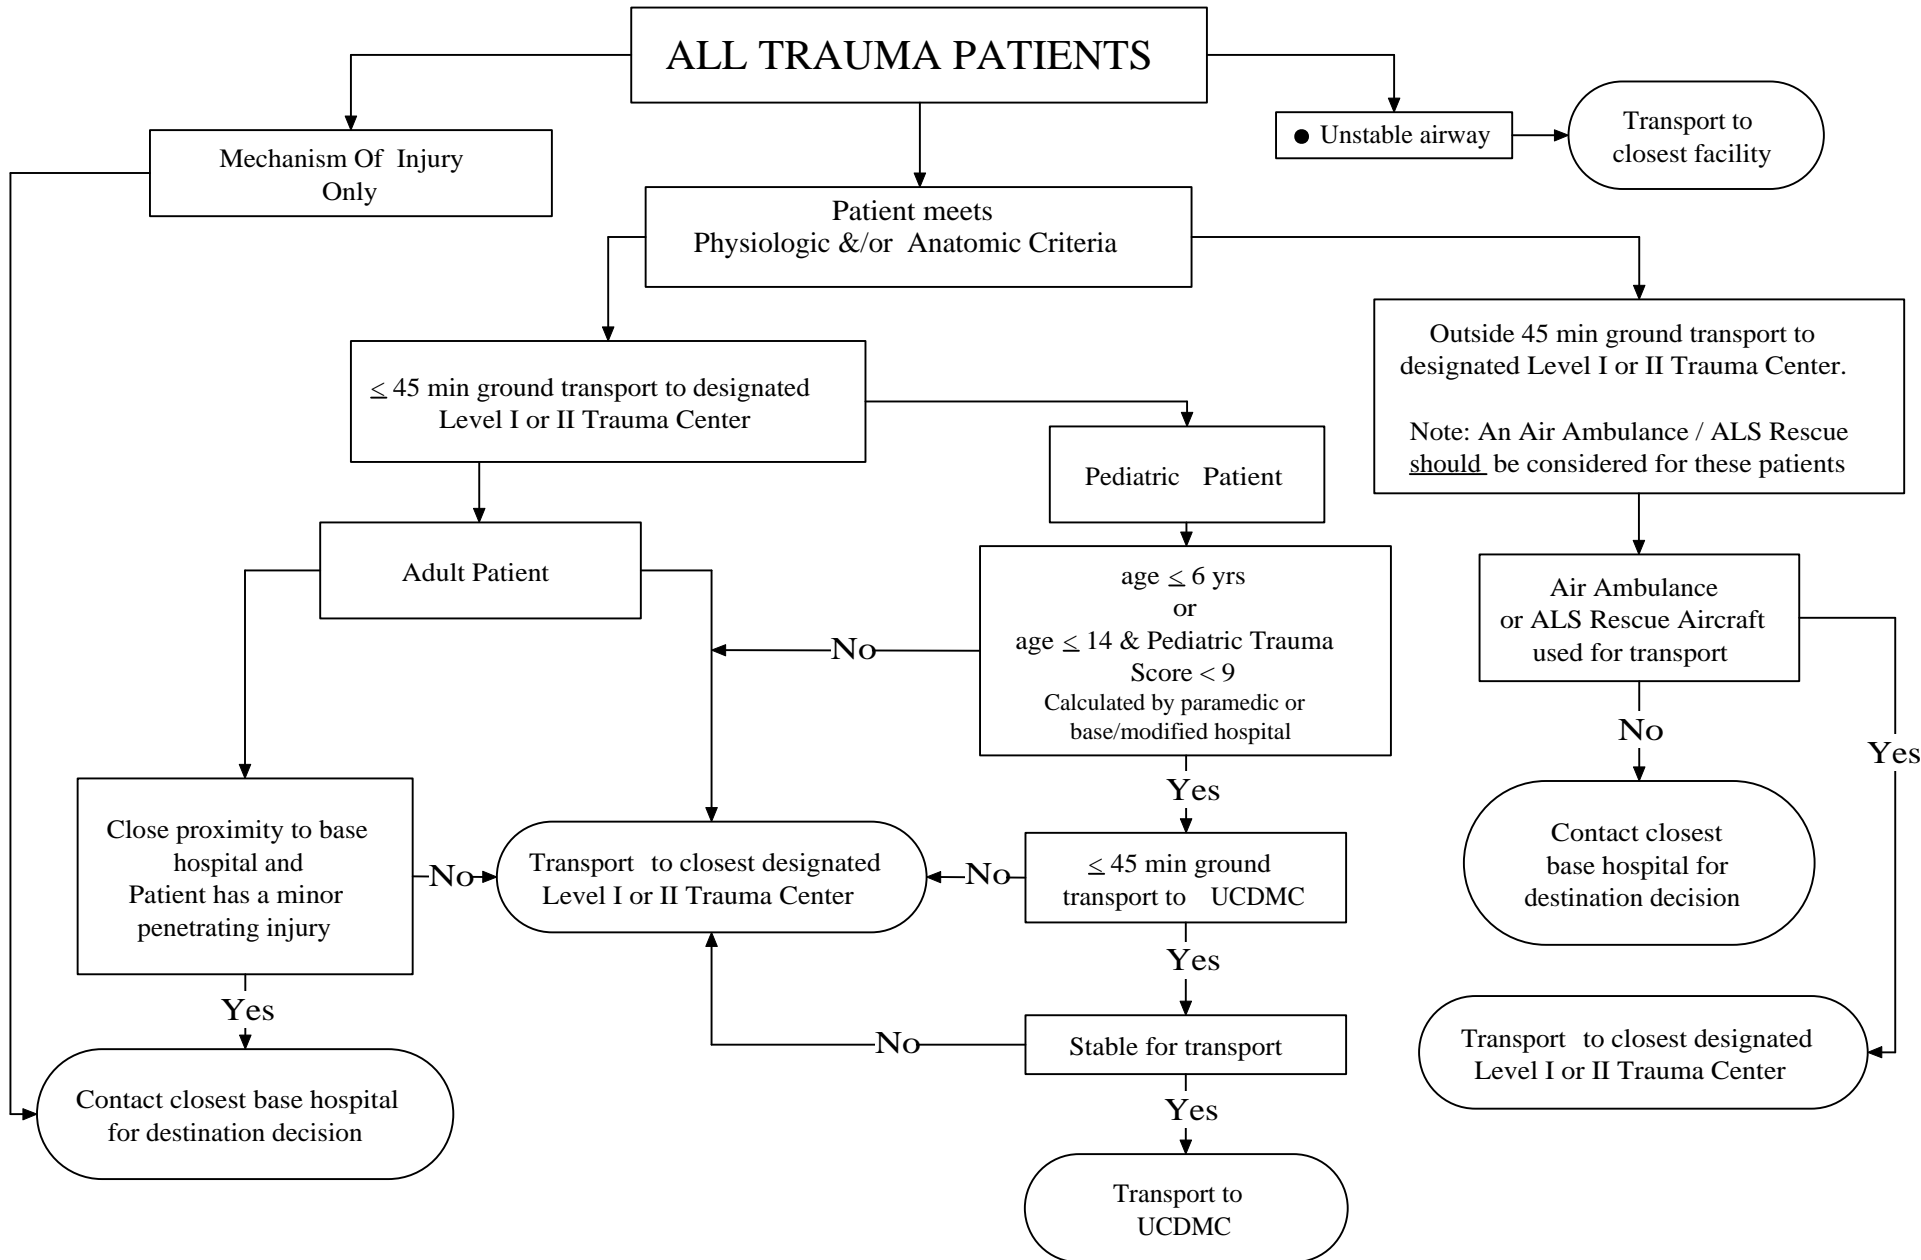 ALL TRAUMA PATIENTS
Mechanism Of Injury
Only
● Unstable airway
Transport to
closest facility
Patient meets
Physiologic &/or Anatomic Criteria
≤ 45 min ground transport to designated
Level I or II Trauma Center
Outside 45 min ground transport to
designated Level I or II Trauma Center.
Note: An Air Ambulance / ALS Rescue
should be considered for these patients
Pediatric Patient
Adult Patient
age ≤ 6 yrs
or
age ≤ 14 & Pediatric Trauma
Score < 9
Calculated by paramedic or
base/modified hospital
No
Air Ambulance
or ALS Rescue Aircraft
used for transport
No
Yes
Yes
Close proximity to base
hospital and
Patient has a minor
penetrating injury
No
Transport to closest designated
Level I or II Trauma Center
No
≤ 45 min ground
transport to UCDMC
Contact closest
base hospital for
destination decision
Yes
Yes
No
Stable for transport
Transport to closest designated
Level I or II Trauma Center
Contact closest base hospital
for destination decision
Yes
Transport to
UCDMC